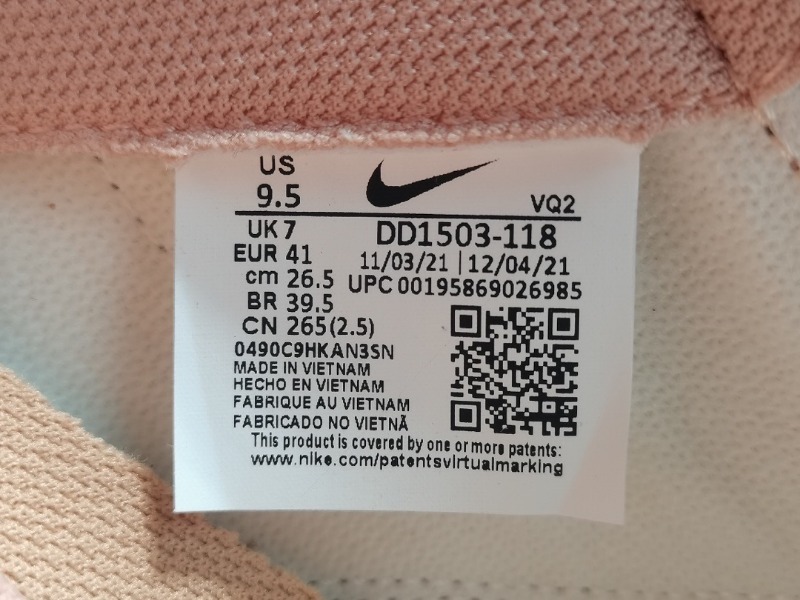 US
9.5
VQ2
UK 7
DD1503-118
EUR 41
11/03/21 | 12/04/21
cm 26.5
UPC 00195869026985
BR 39.5
CN 265(2.5)
0490C9HKAN3SN
MADE IN VIETNAM
HECHO EN VIETNAM
FABRIQUE AU VIETNAM
FABRICADO NO VIETNÃ
This product is covered by one or more patents:
www.nike.com/patentsvirtualmarking